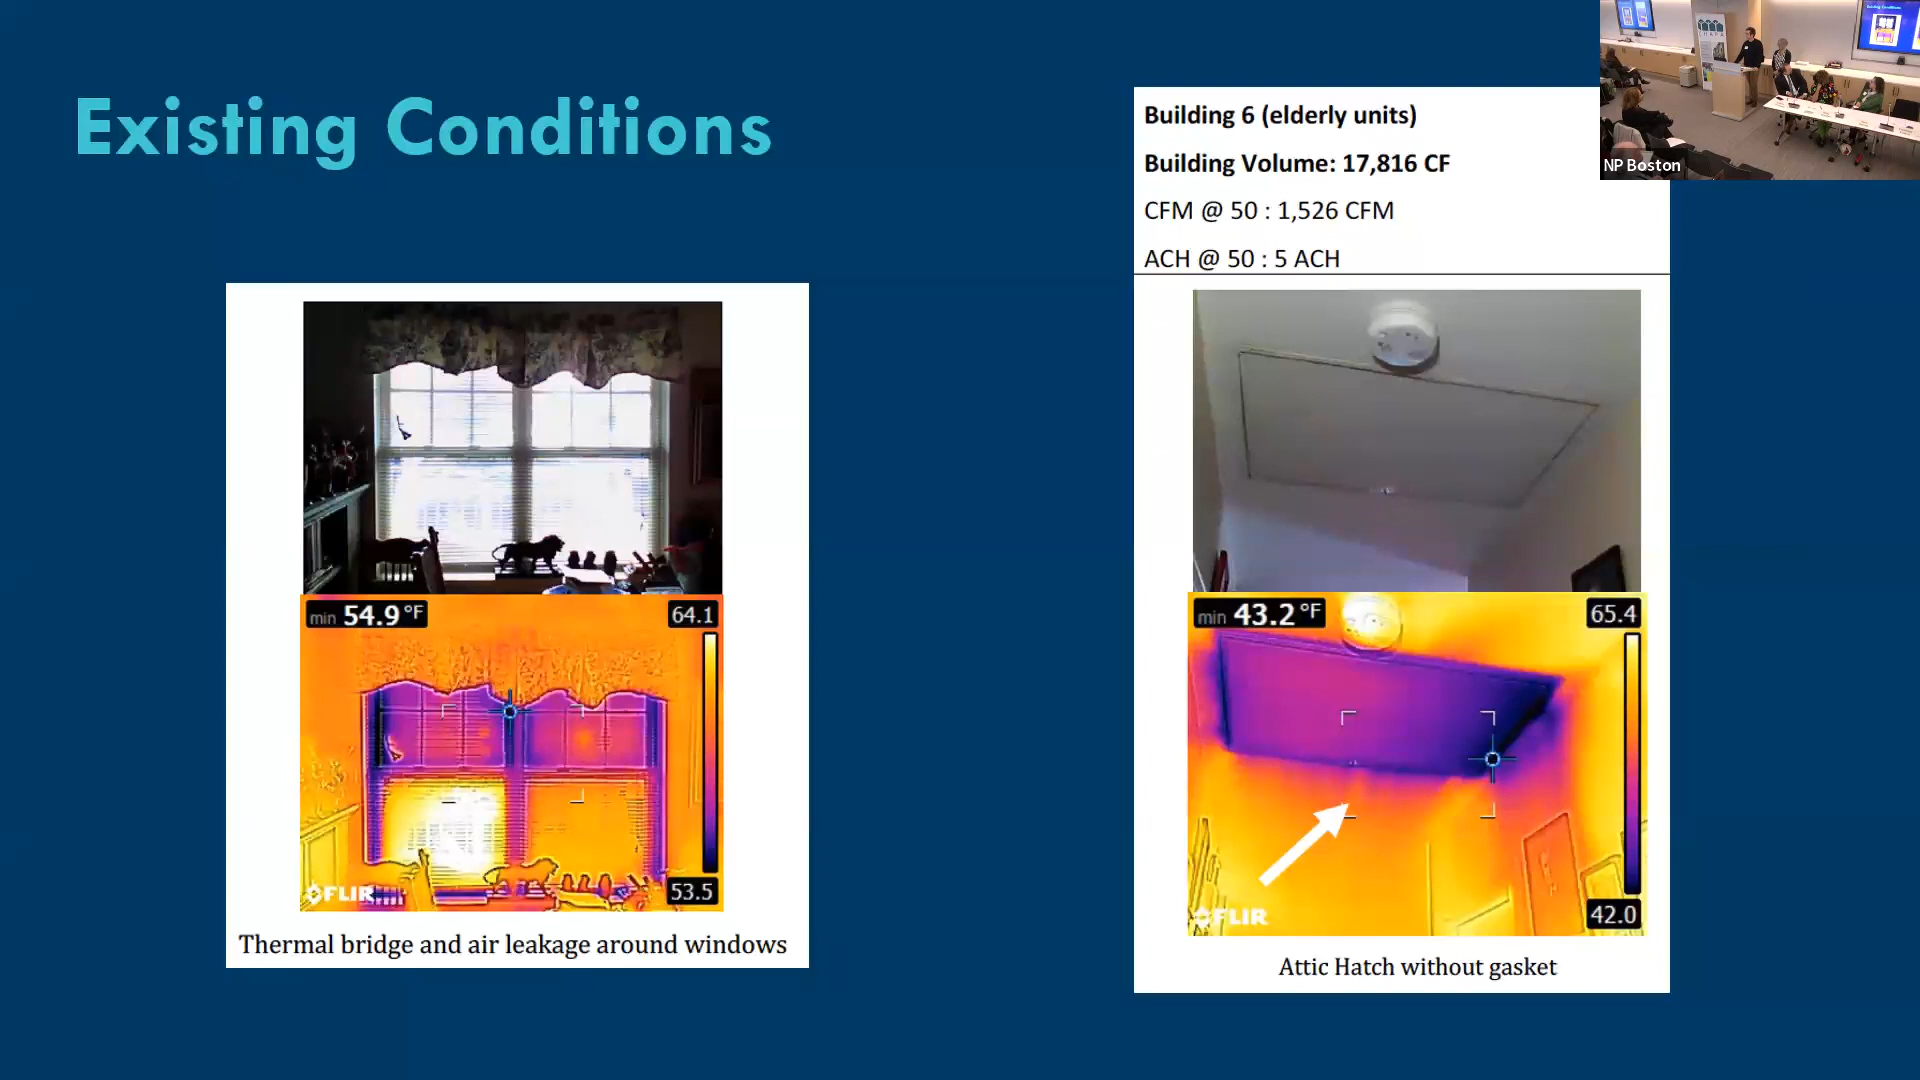 Existing Conditions
Building 6 (elderly units)
Building Volume: 17,816 CF
CFM @ 50 : 1,526 CFM
ACH @ 50 : 5 ACH
NP Boston
min 54.9 °F
64.1
53.5
FLIR
Thermal bridge and air leakage around windows
min 43.2 °F
65.4
42.0
FLIR
Attic Hatch without gasket